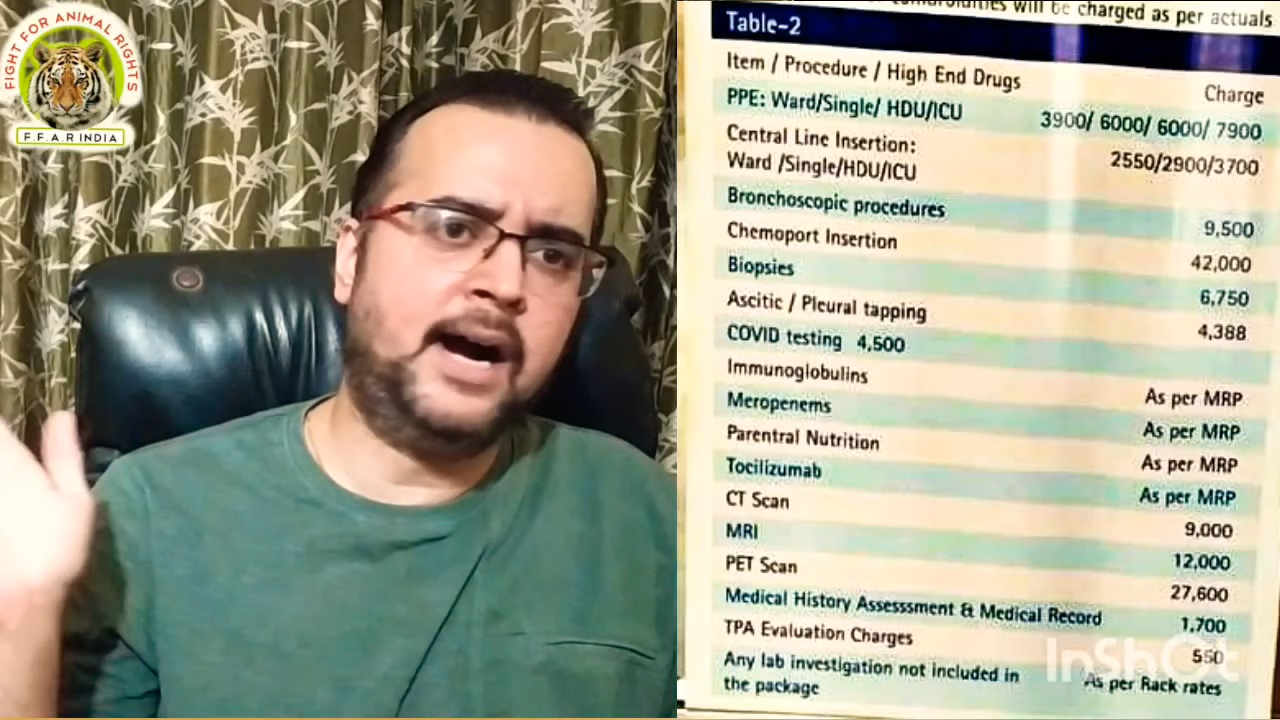 FIGHT FOR ANIMAL RIGHTS
F F A R INDIA
will be charged as per actuals
Table-2
Item / Procedure / High End Drugs Charge
PPE: Ward/Single/ HDU/ICU 3900/ 6000/ 6000/ 7900
Central Line Insertion:
Ward /Single/HDU/ICU 2550/2900/3700
Bronchoscopic procedures 9,500
Chemoport Insertion 42,000
Biopsies 6,750
Ascitic / Pleural tapping 4,388
COVID testing 4,500
Immunoglobulins As per MRP
Meropenems As per MRP
Parentral Nutrition As per MRP
Tocilizumab As per MRP
CT Scan 9,000
MRI 12,000
PET Scan 27,600
Medical History Assesssment & Medical Record 1,700
TPA Evaluation Charges 550
Any lab investigation not included in
the package As per Rack rates
InShOt